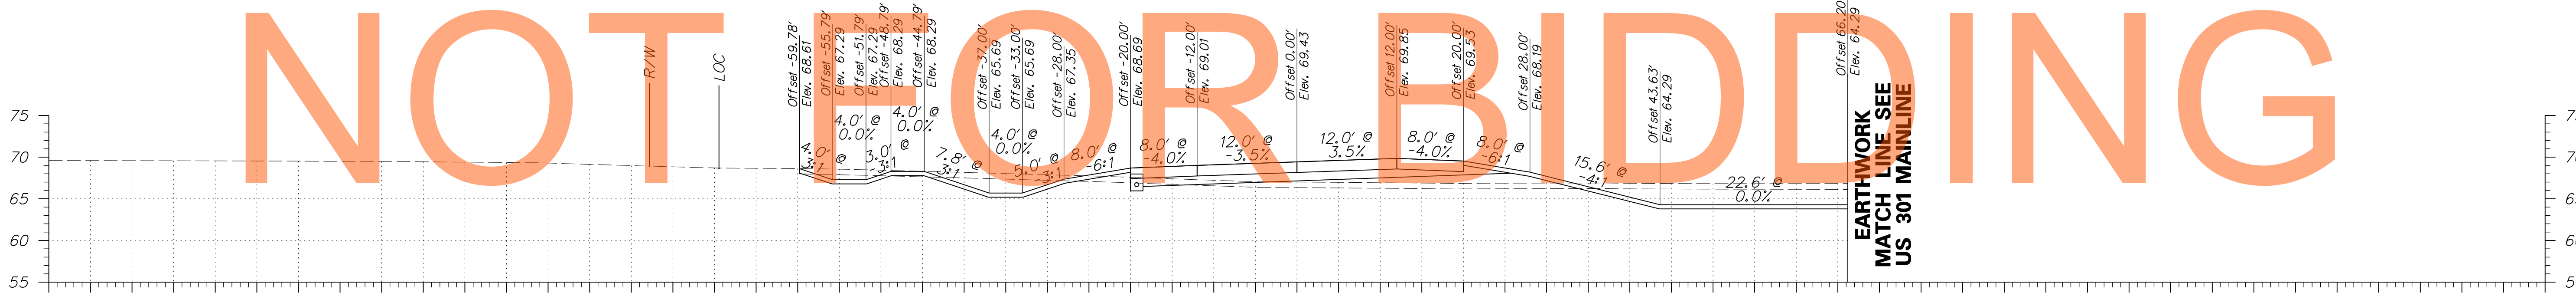 NOT FOR BIDDING
R/W
LOC
Offset -59.78'
Elev. 68.61
Offset -55.79'
Elev. 67.29
Offset -51.79'
Elev. 67.29
Offset -48.79'
Elev. 68.29
Offset -44.79'
Elev. 68.29
Offset -37.00'
Elev. 65.69
Offset -33.00'
Elev. 65.69
Offset -28.00'
Elev. 67.35
Offset -20.00'
Elev. 68.69
Offset -12.00'
Elev. 69.01
Offset 0.00'
Elev. 69.43
Offset 12.00'
Elev. 69.85
Offset 20.00'
Elev. 69.53
Offset 28.00'
Elev. 68.19
Offset 43.63'
Elev. 64.29
Offset 66.20'
Elev. 64.29
4.0' @
3:1
4.0' @
0.0%
3.0' @
-3:1
4.0' @
0.0%
7.8' @
3:1
4.0' @
0.0%
5.0' @
-3:1
8.0' @
-6:1
8.0' @
-4.0%
12.0' @
-3.5%
12.0' @
3.5%
8.0' @
-4.0%
8.0' @
-6:1
15.6' @
-4:1
22.6' @
0.0%
EARTHWORK
MATCH LINE SEE
US 301 MAINLINE
75
70
65
60
55